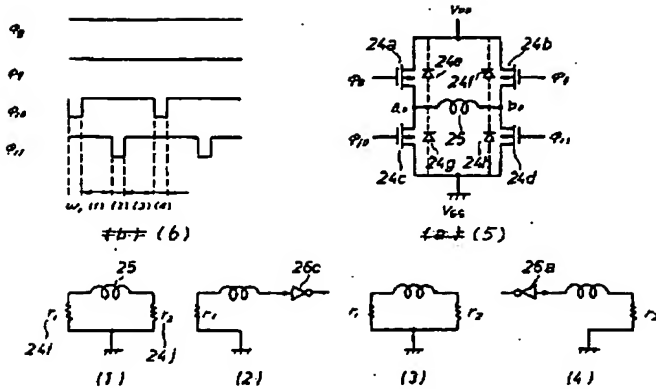 φ8
φ9
φ10
φ11
W0 (1) (2) (3) (4)
(b) (6)
VDD
24a
24b
24e
24f
φ8
φ9
a0
b0
25
φ10
φ11
24g
24h
24c
24d
VSS
(a) (5)
25
r1
r2
24i
24j
(1)
26c
r1
(2)
r1
r2
(3)
26a
r2
(4)